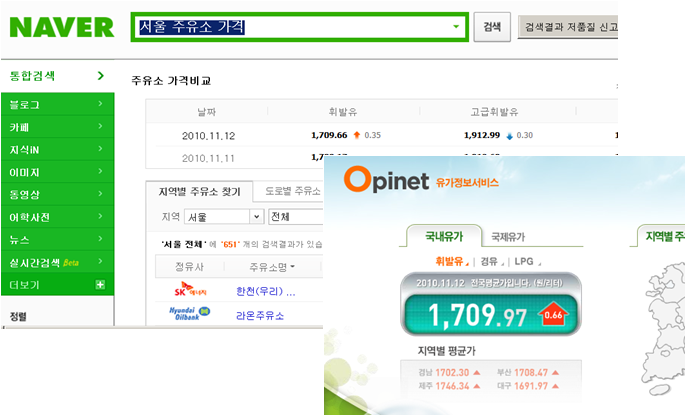 NAVER 서울 주유소 가격 검색 검색결과 저품질 신고
통합검색
블로그
카페
지식iN
이미지
동영상
어학사전
뉴스
실시간검색 Beta
더보기
정렬
주유소 가격비교
날짜 휘발유 고급휘발유
2010.11.12 1,709.66 0.35 1,912.99 0.30
2010.11.11
지역별 주유소 찾기 도로별 주유소
지역 서울 전체
'서울 전체' 에 '651' 개의 검색결과가 있습
정유사 주유소명
SK 에너지 한천(우리) ...
Hyundai Oilbank 라온주유소
Opinet 유가정보서비스
국내유가 국제유가 지역별 주
휘발유 | 경유 | LPG
2010.11.12 전국평균가입니다. (원/리터)
1,709.97 0.66
지역별 평균가
경남 1702.30 부산 1708.47
제주 1746.34 대구 1691.97